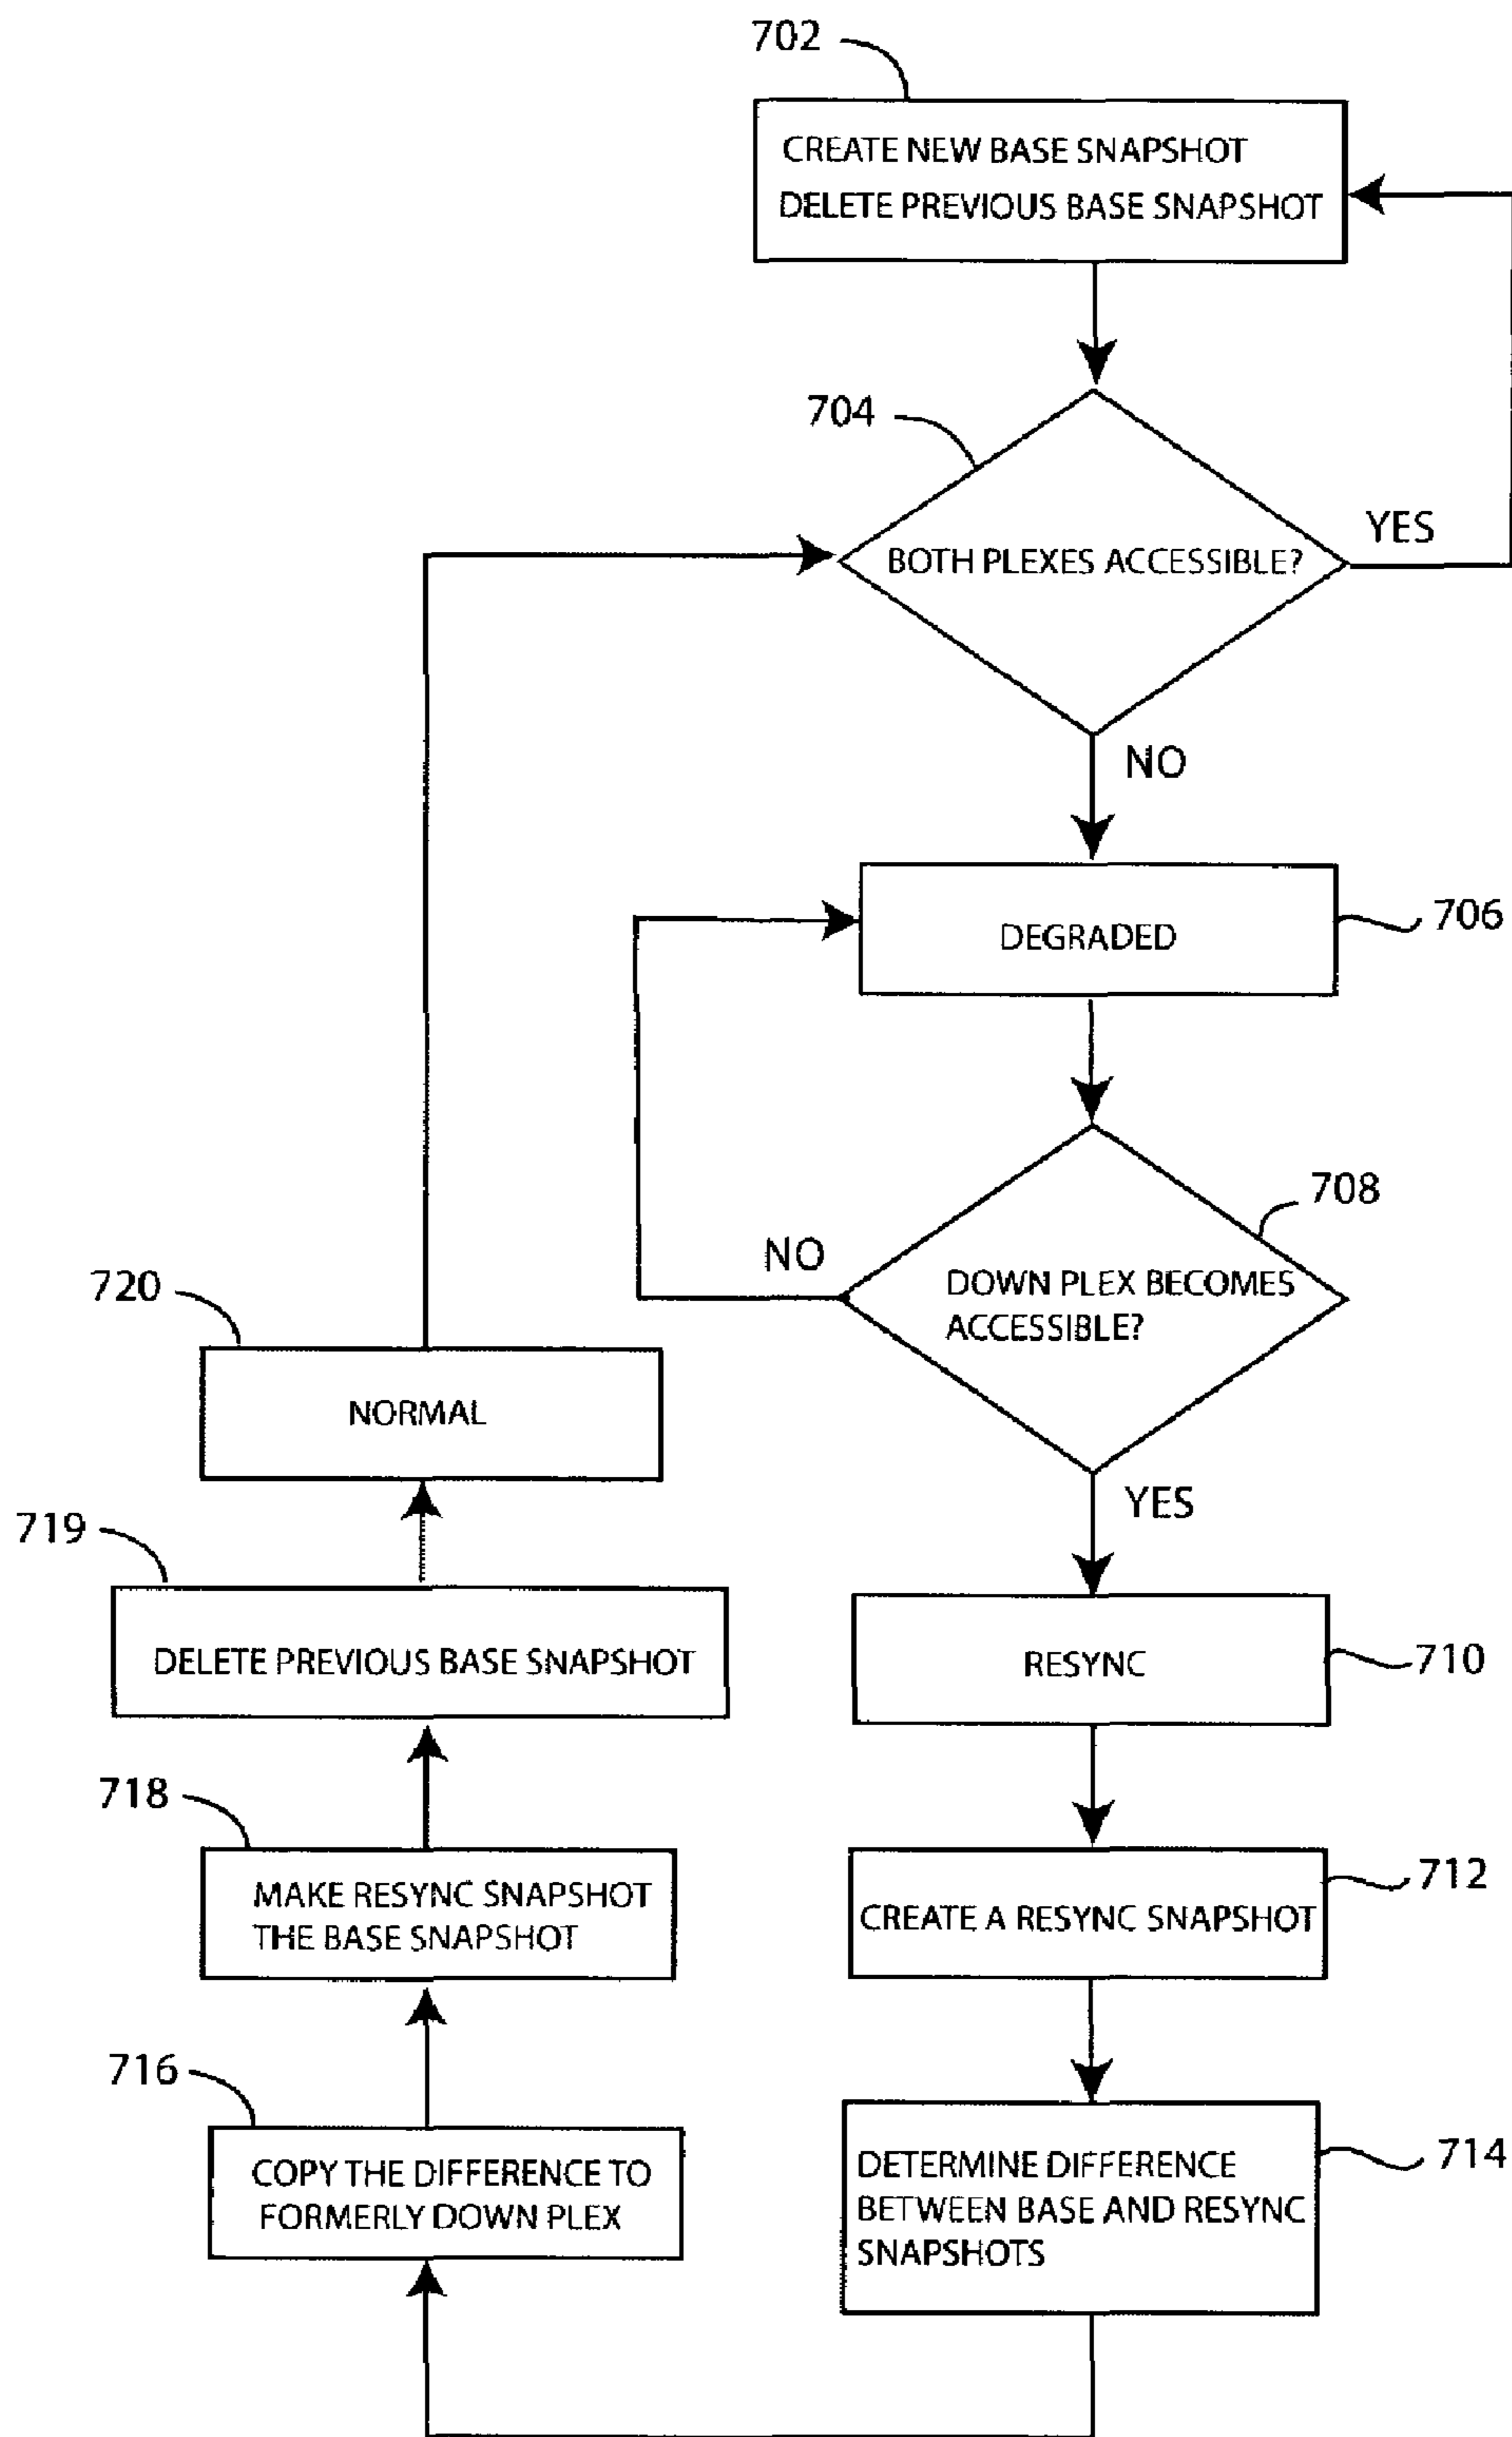 702
CREATE NEW BASE SNAPSHOT
DELETE PREVIOUS BASE SNAPSHOT
704
BOTH PLEXES ACCESSIBLE?
YES
NO
DEGRADED
706
708
NO
DOWN PLEX BECOMES
ACCESSIBLE?
YES
RESYNC
710
CREATE A RESYNC SNAPSHOT
712
DETERMINE DIFFERENCE
BETWEEN BASE AND RESYNC
SNAPSHOTS
714
716
COPY THE DIFFERENCE TO
FORMERLY DOWN PLEX
718
MAKE RESYNC SNAPSHOT
THE BASE SNAPSHOT
719
DELETE PREVIOUS BASE SNAPSHOT
720
NORMAL